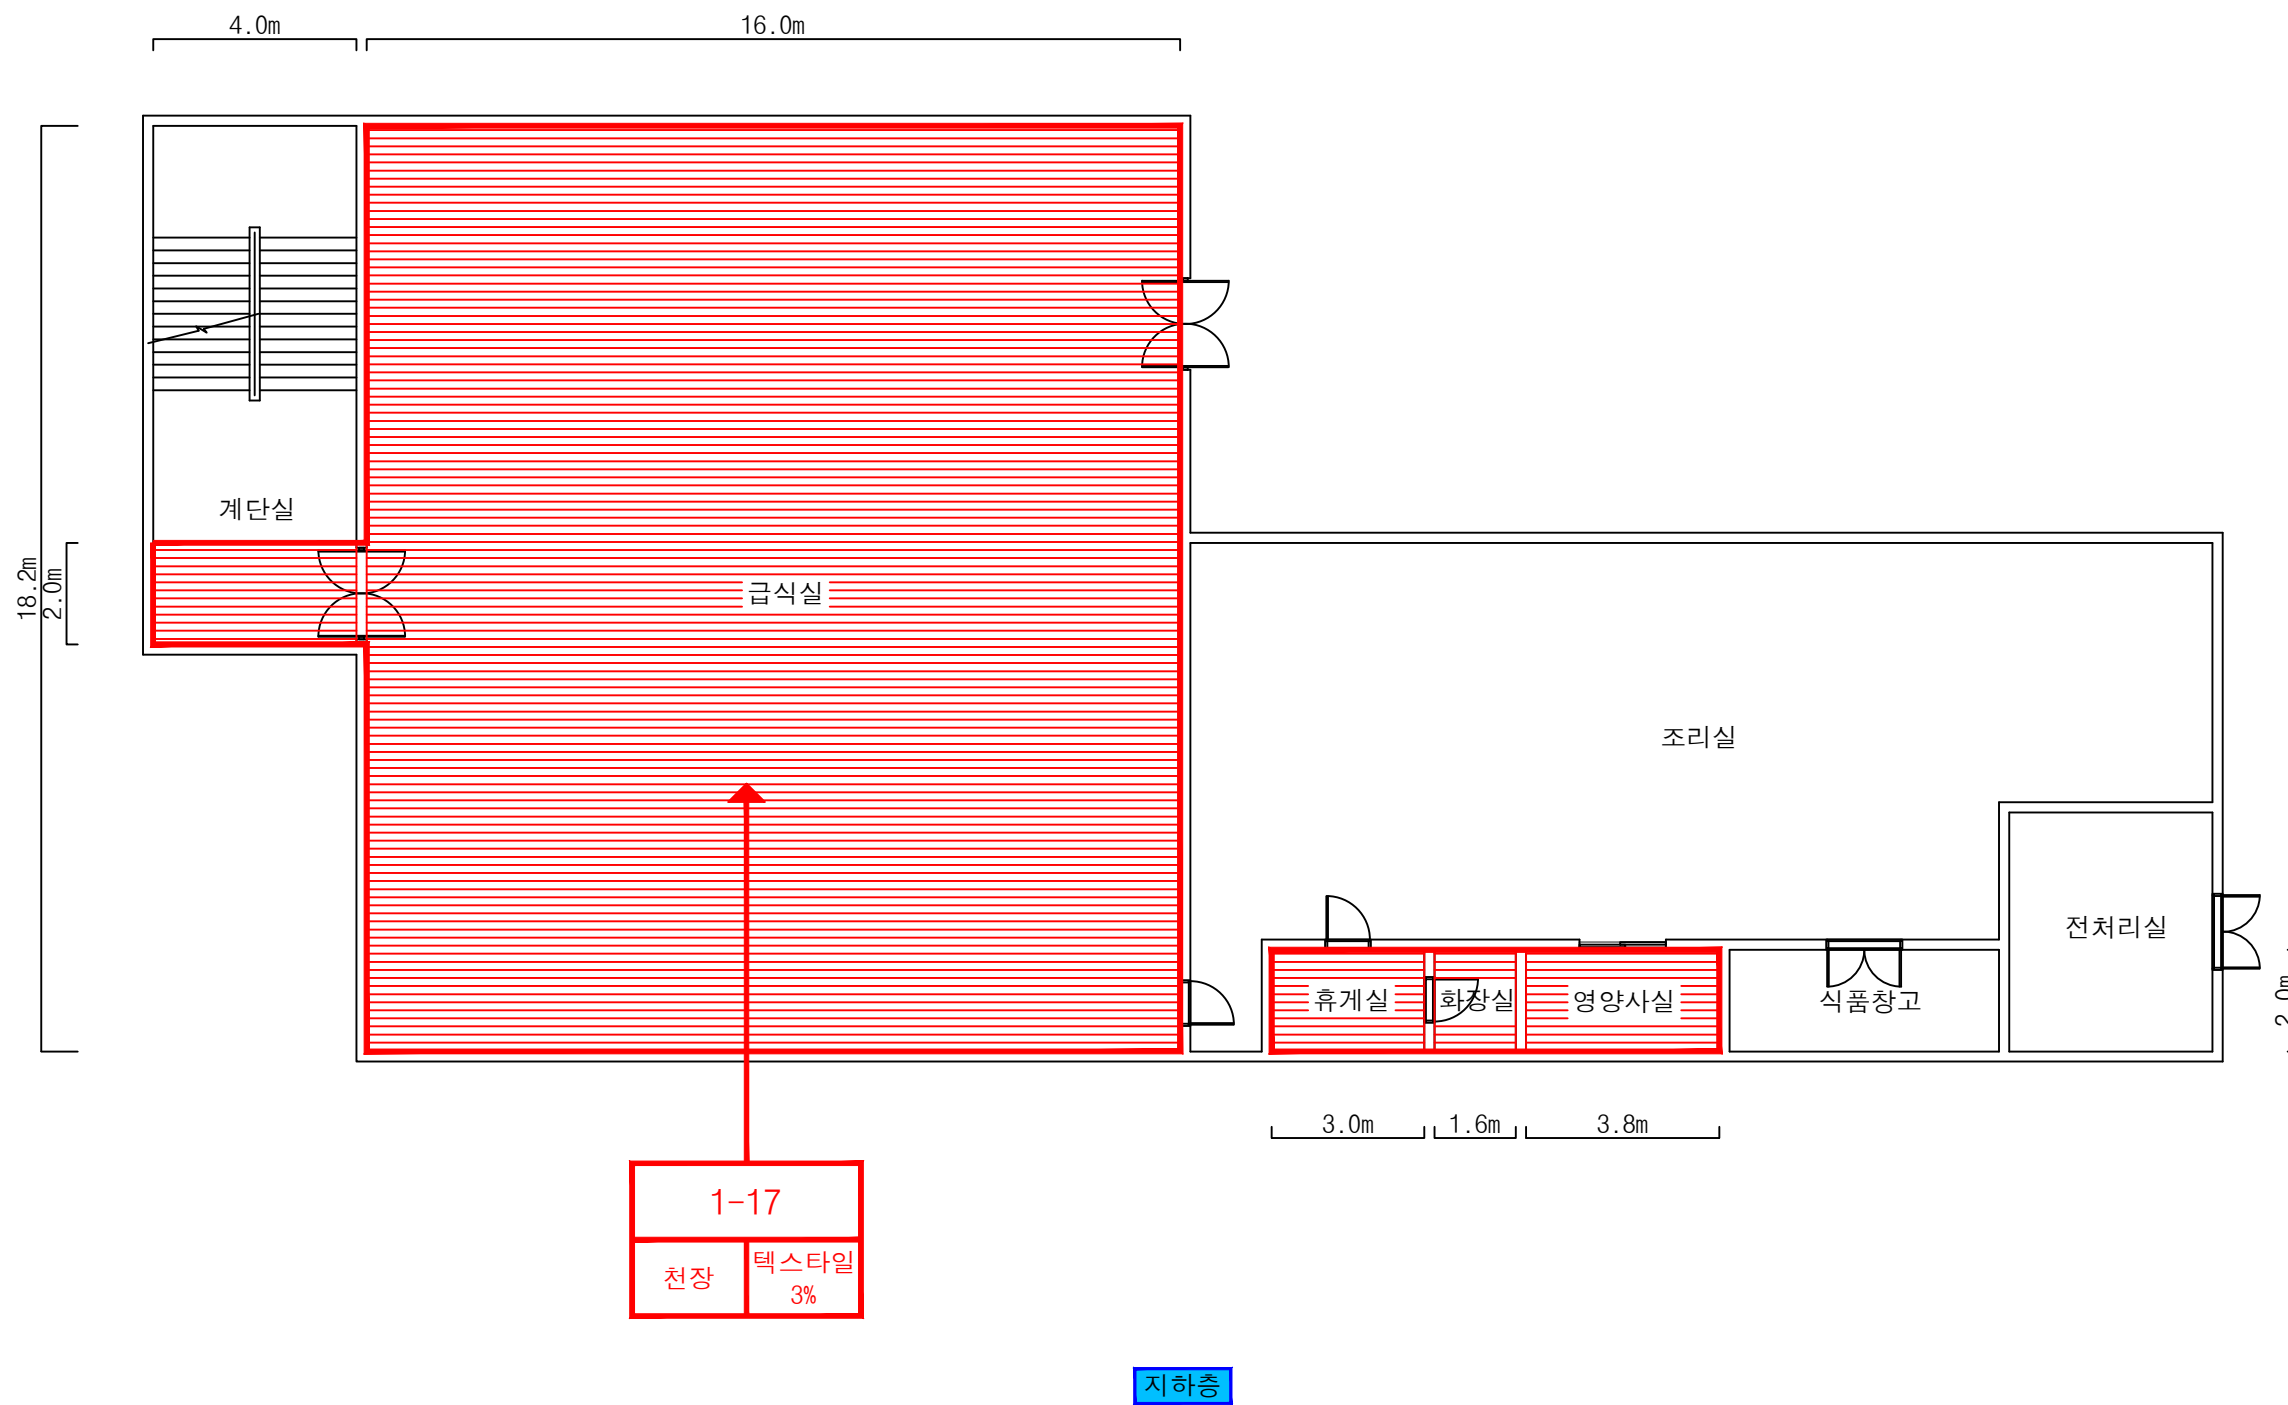 4.0m
16.0m
계단실
18.2m
2.0m
급식실
조리실
전처리실
휴게실
화장실
영양사실
식품창고
2.0m
3.0m
1.6m
3.8m
1-17
천장
텍스타일
3%
지하층